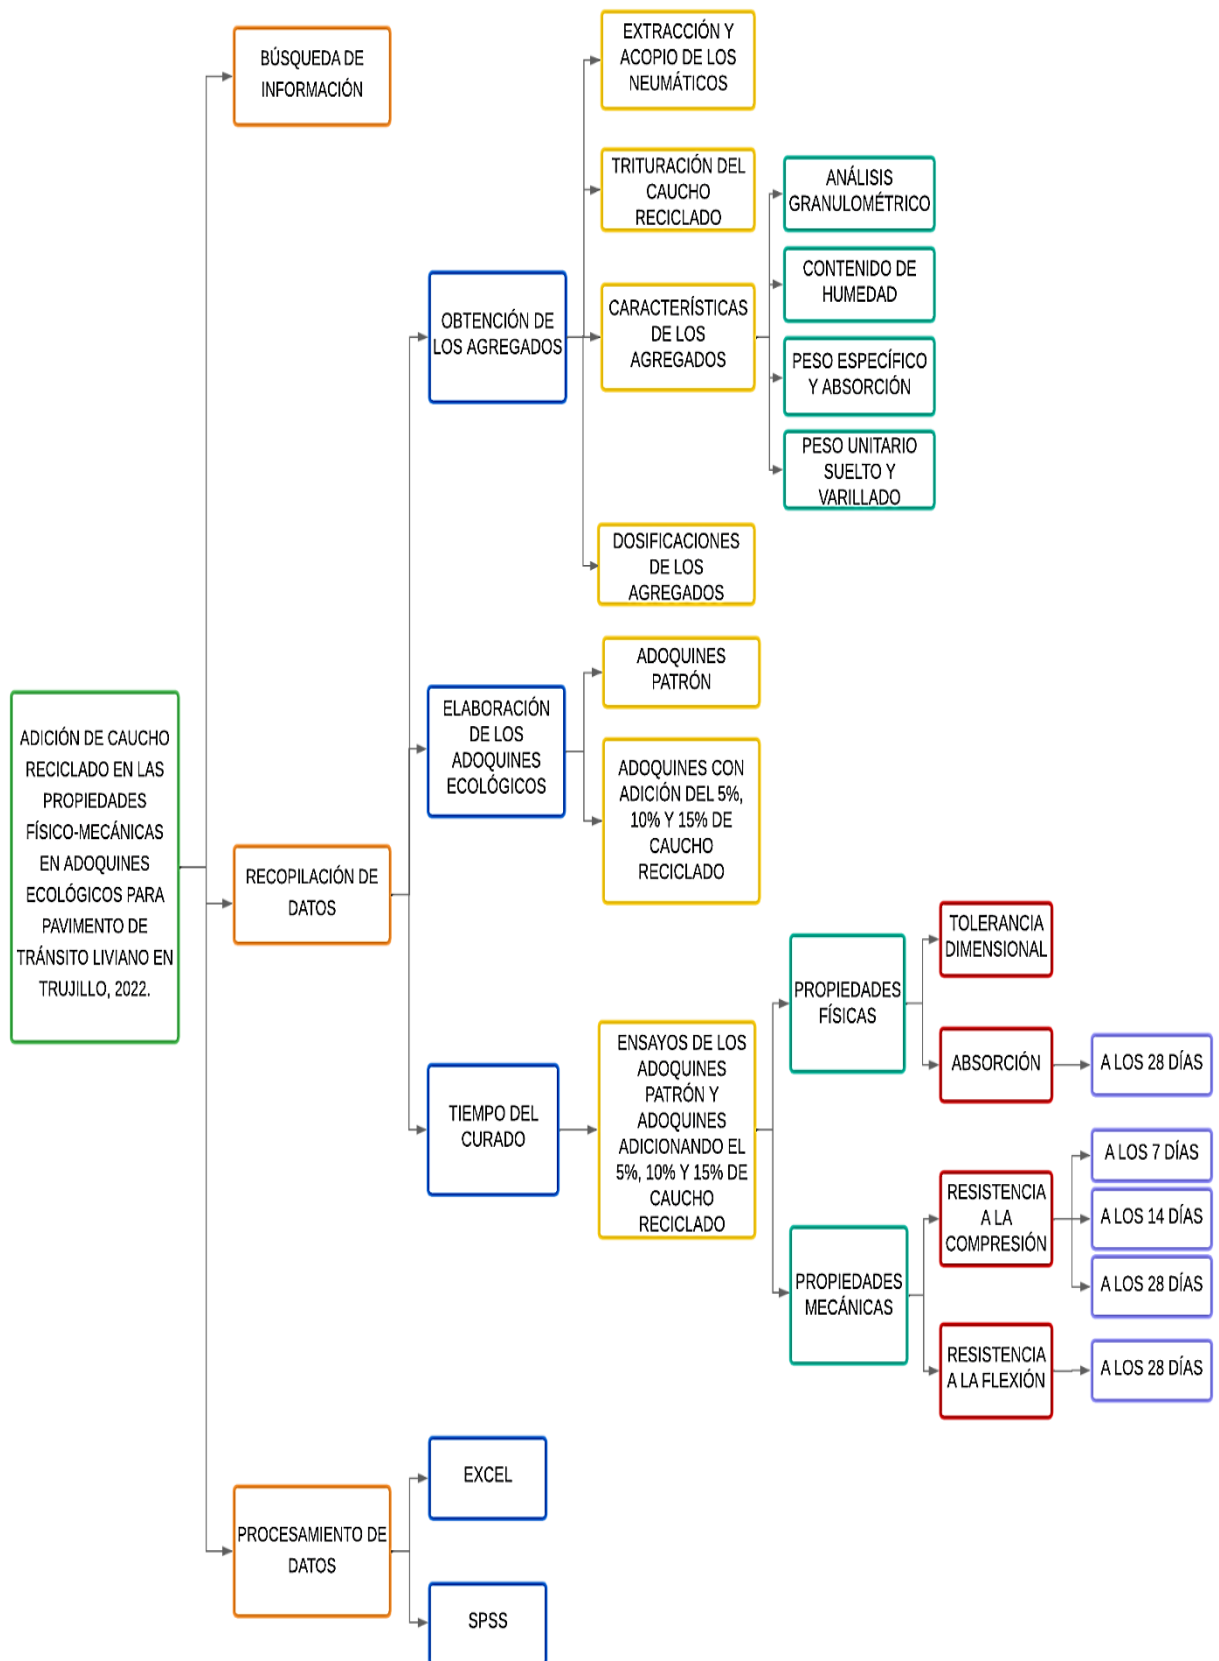 BÚSQUEDA DE
INFORMACIÓN
EXTRACCIÓN Y
ACOPIO DE LOS
NEUMÁTICOS
TRITURACIÓN DEL
CAUCHO
RECICLADO
ANÁLISIS
GRANULOMÉTRICO
CONTENIDO DE
HUMEDAD
OBTENCIÓN DE
LOS AGREGADOS
CARACTERÍSTICAS
DE LOS
AGREGADOS
PESO ESPECÍFICO
Y ABSORCIÓN
PESO UNITARIO
SUELTO Y
VARILLADO
DOSIFICACIONES
DE LOS
AGREGADOS
ADOQUINES
PATRÓN
ELABORACIÓN
DE LOS
ADOQUINES
ECOLÓGICOS
ADOQUINES CON
ADICIÓN DEL 5%,
10% Y 15% DE
CAUCHO
RECICLADO
ADICIÓN DE CAUCHO
RECICLADO EN LAS
PROPIEDADES
FÍSICO-MECÁNICAS
EN ADOQUINES
ECOLÓGICOS PARA
PAVIMENTO DE
TRÁNSITO LIVIANO EN
TRUJILLO, 2022.
RECOPILACIÓN DE
DATOS
TIEMPO DEL
CURADO
ENSAYOS DE LOS
ADOQUINES
PATRÓN Y
ADOQUINES
ADICIONANDO EL
5%, 10% Y 15% DE
CAUCHO
RECICLADO
PROPIEDADES
FÍSICAS
TOLERANCIA
DIMENSIONAL
ABSORCIÓN
A LOS 28 DÍAS
PROPIEDADES
MECÁNICAS
RESISTENCIA
A LA
COMPRESIÓN
A LOS 7 DÍAS
A LOS 14 DÍAS
A LOS 28 DÍAS
RESISTENCIA
A LA FLEXIÓN
A LOS 28 DÍAS
PROCESAMIENTO DE
DATOS
EXCEL
SPSS